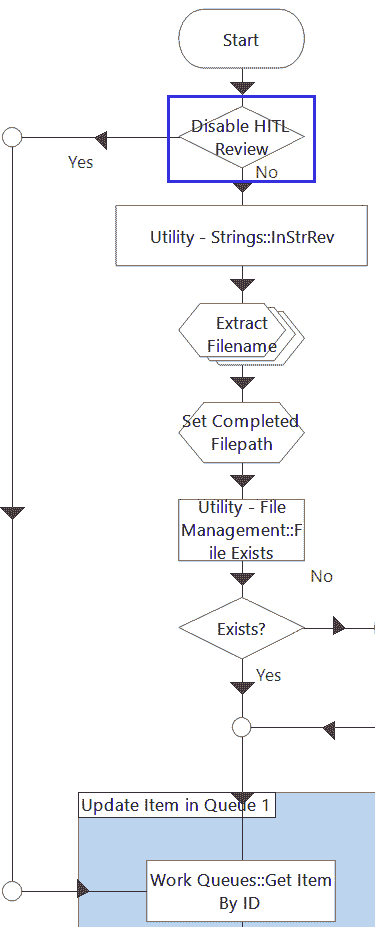 Start
Disable HITL
Review
Yes
No
Utility - Strings::InStrRev
Extract
Filename
Set Completed
Filepath
Utility - File
Management::F
ile Exists
No
Exists?
Yes
Update Item in Queue 1
Work Queues::Get Item
By ID